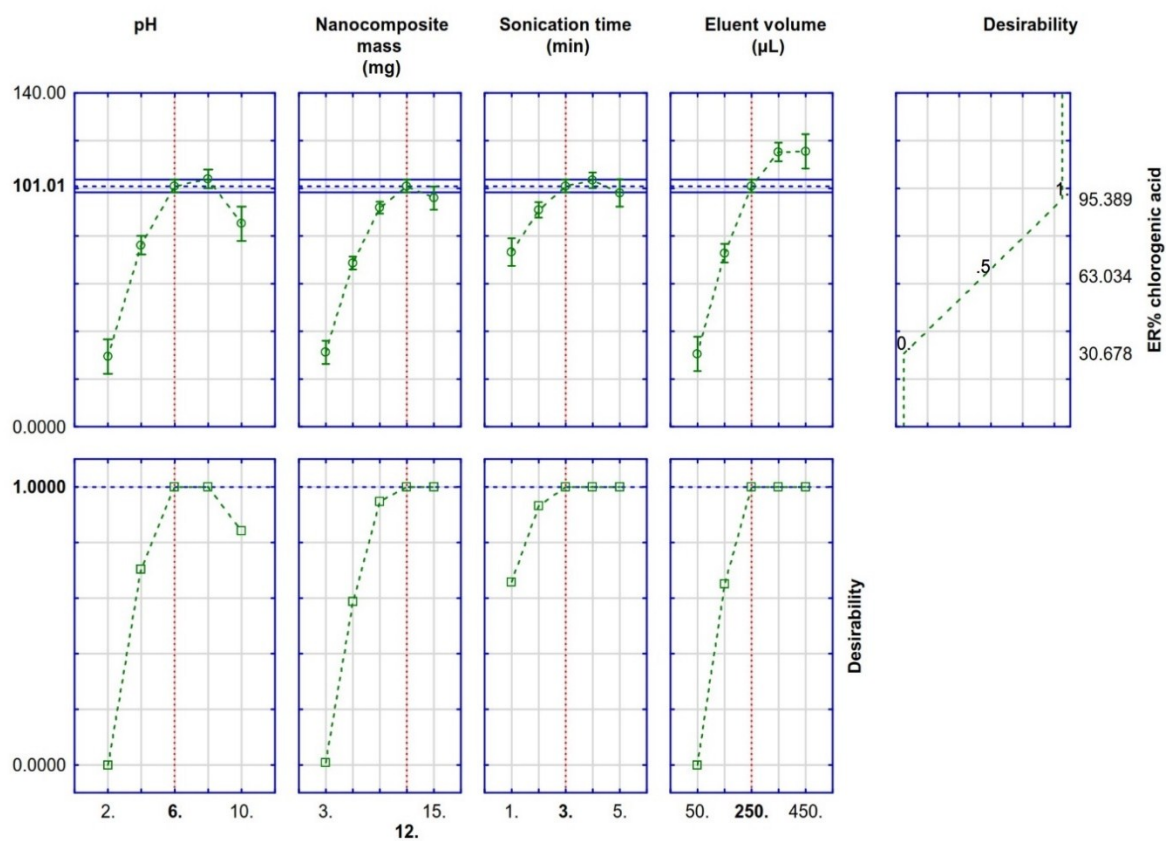 pH
Nanocomposite
mass
(mg)
Sonication time
(min)
Eluent volume
(µL)
Desirability
140.00
101.01
0.0000
1.
.5
0.
95.389
63.034
30.678
ER% chlorogenic acid
1.0000
0.0000
Desirability
2. 6. 10.
3. 12. 15.
1. 3. 5.
50. 250. 450.